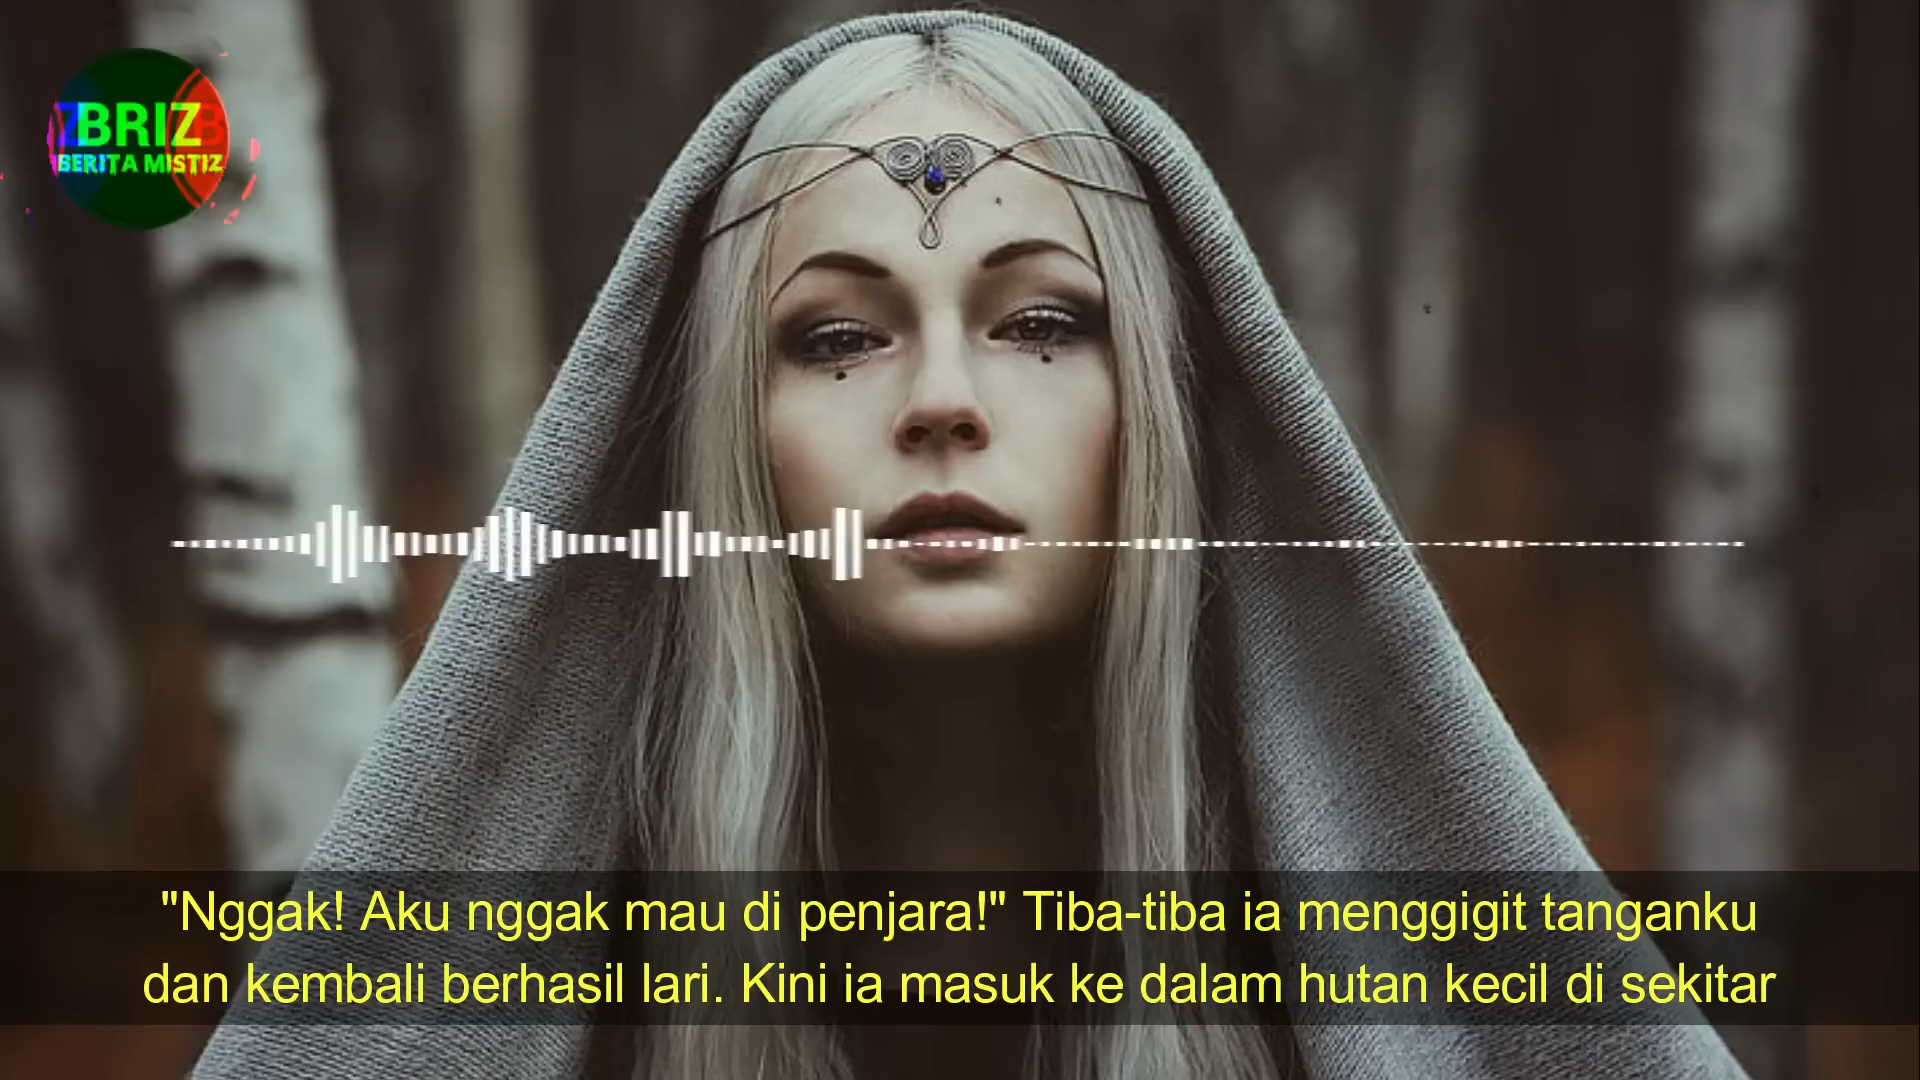 BRIZ
BERITA MISTIZ
"Nggak! Aku nggak mau di penjara!" Tiba-tiba ia menggigit tanganku
dan kembali berhasil lari. Kini ia masuk ke dalam hutan kecil di sekitar